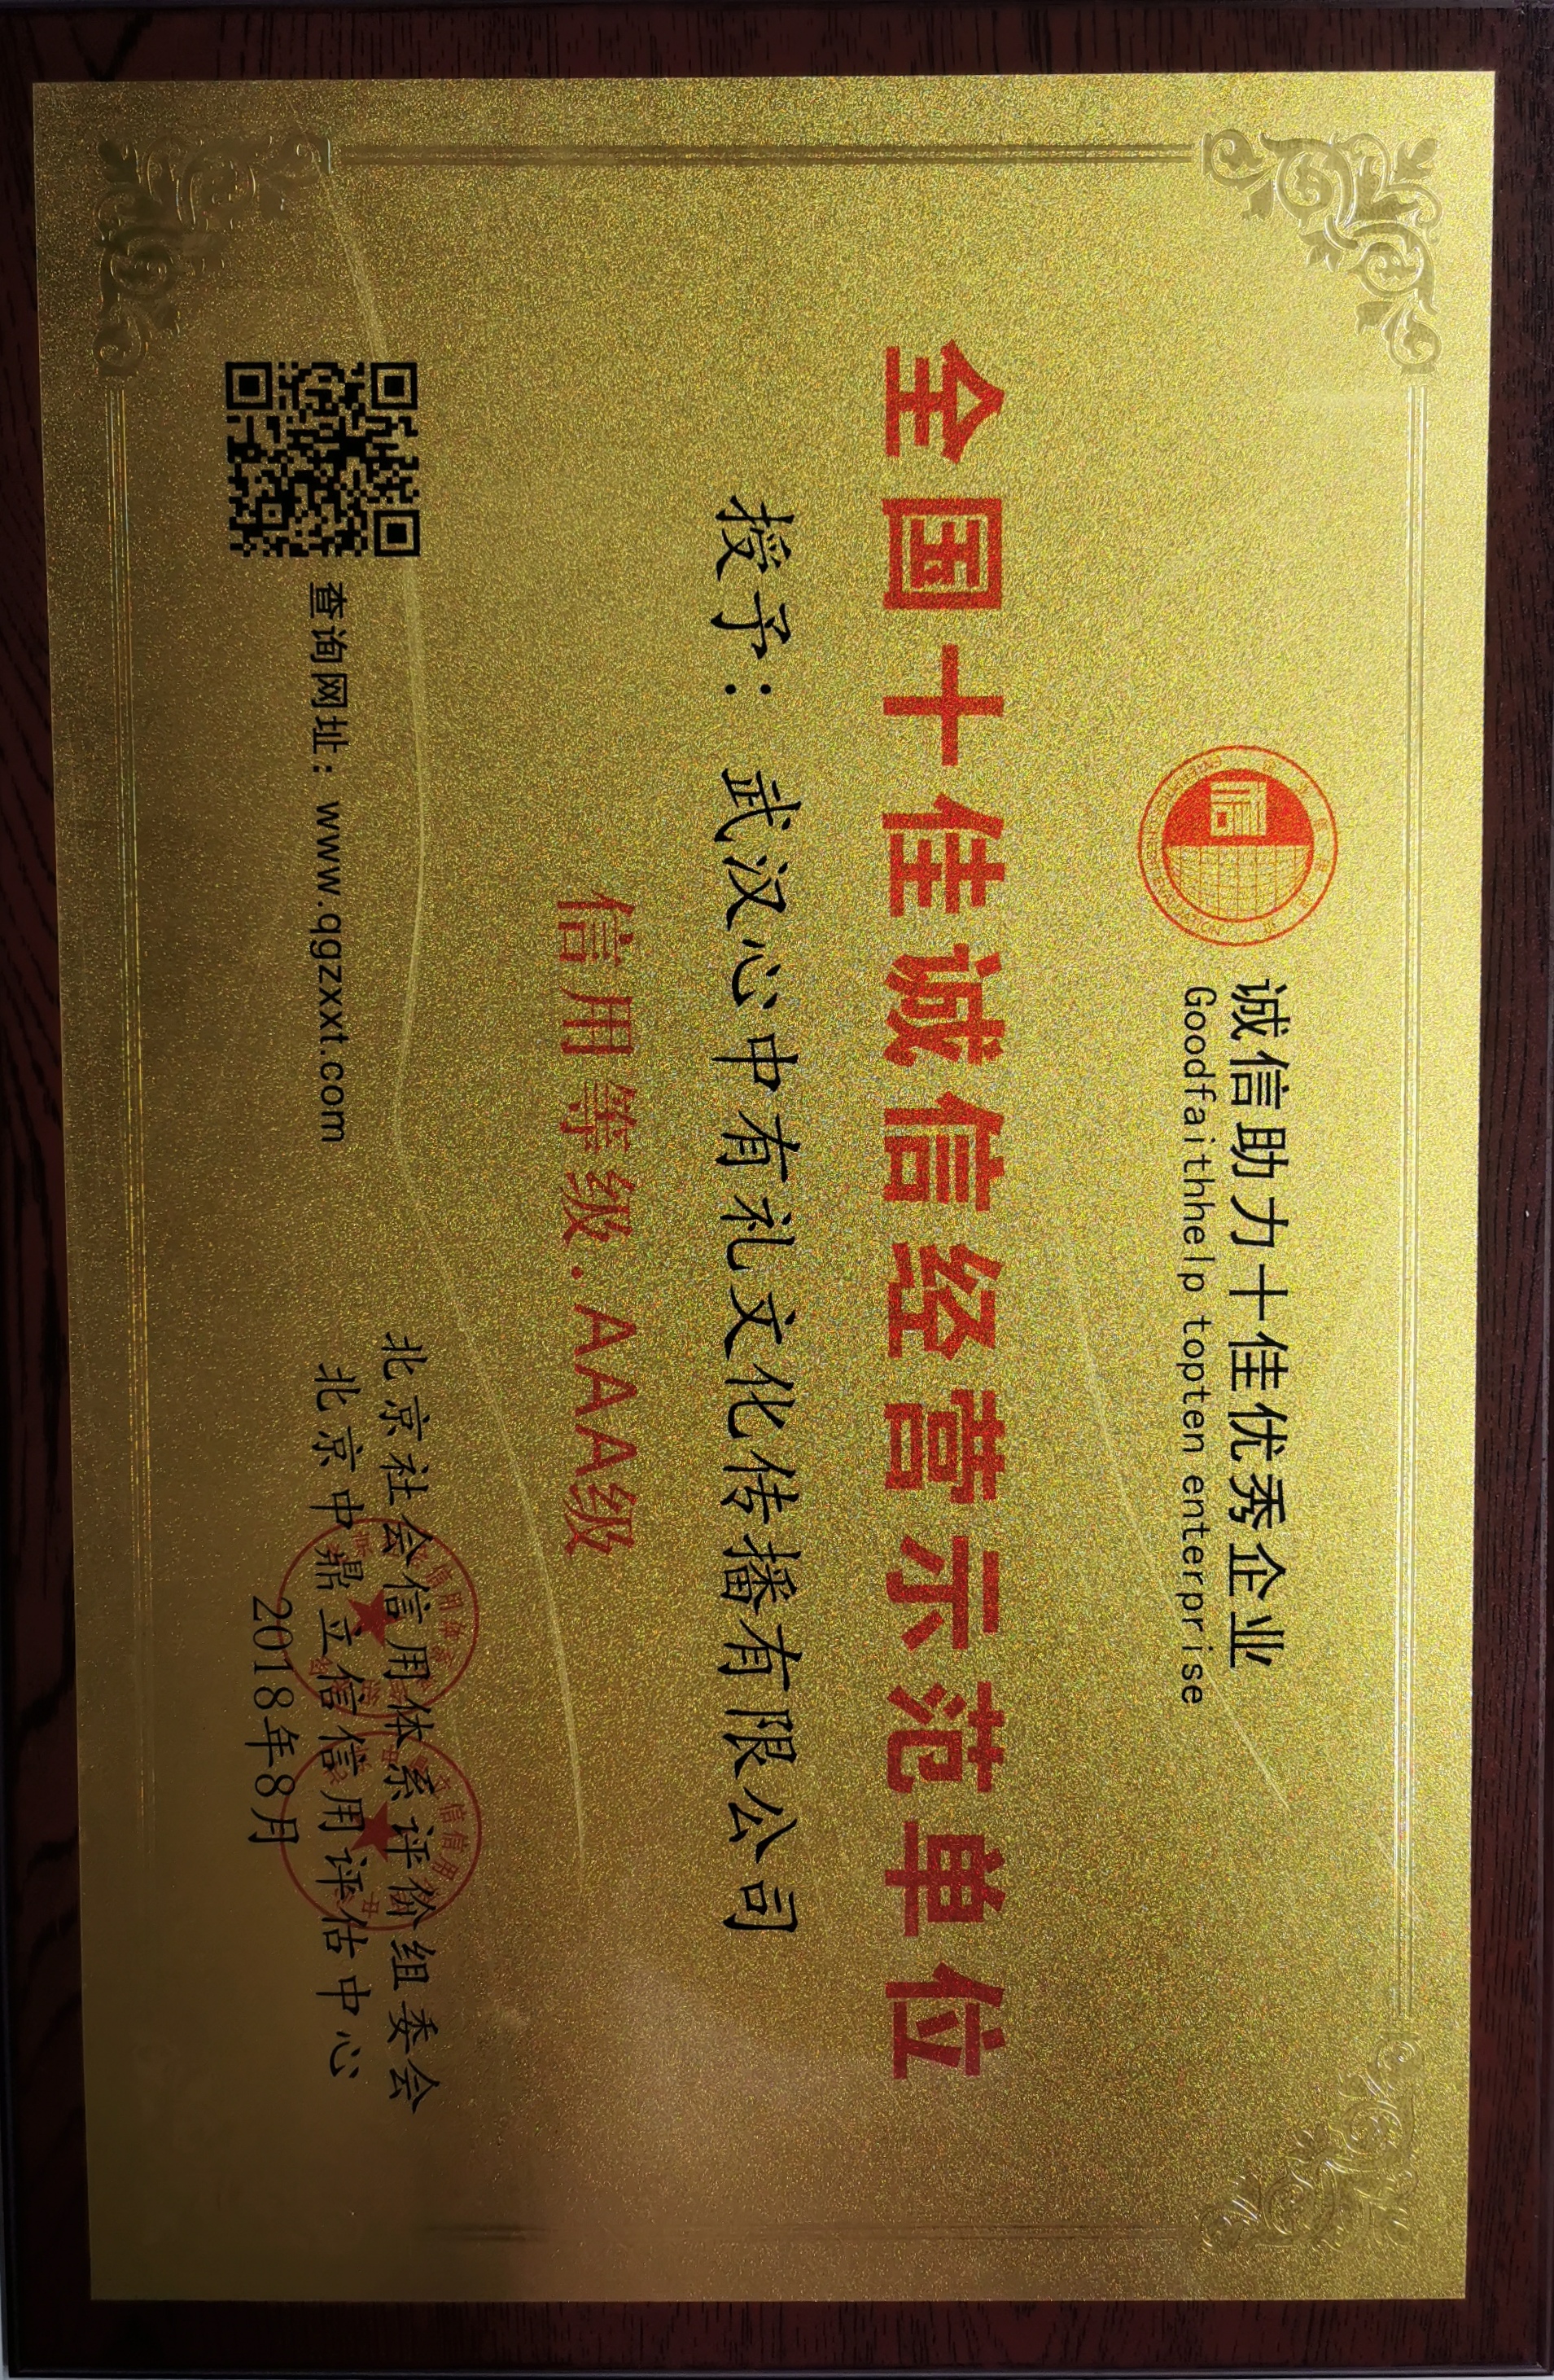 诚信助力十佳优秀企业
Goodfaithhelp topten enterprise
信
全国十佳诚信经营示范单位
授予：武汉心中有礼文化传播有限公司
信用等级.AAA级
北京社会信用体系评价组委会
查询网址：www.qgzxxt.com
北京中鼎立信信用评估中心
2018年8月